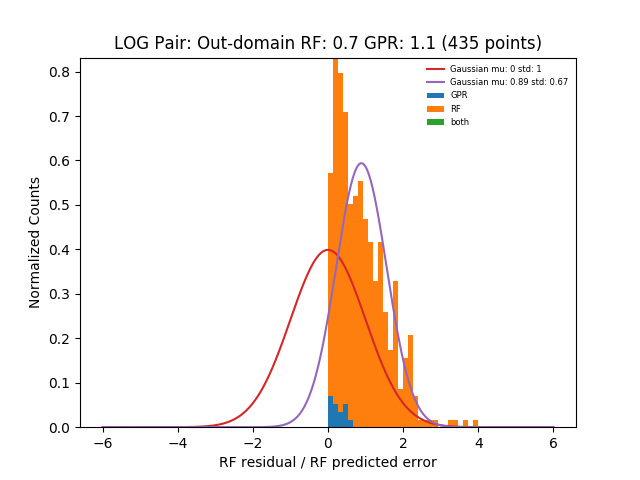 LOG Pair: Out-domain RF: 0.7 GPR: 1.1 (435 points)
Gaussian mu: 0 std: 1
Gaussian mu: 0.89 std: 0.67
GPR
RF
both
Normalized Counts
0.8
0.7
0.6
0.5
0.4
0.3
0.2
0.1
0.0
−6 −4 −2 0 2 4 6
RF residual / RF predicted error